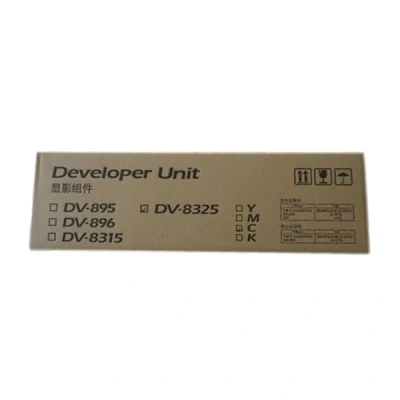 Developer Unit
显影组件
DV-895 DV-8325 Y
DV-896 M
C
DV-8315 K